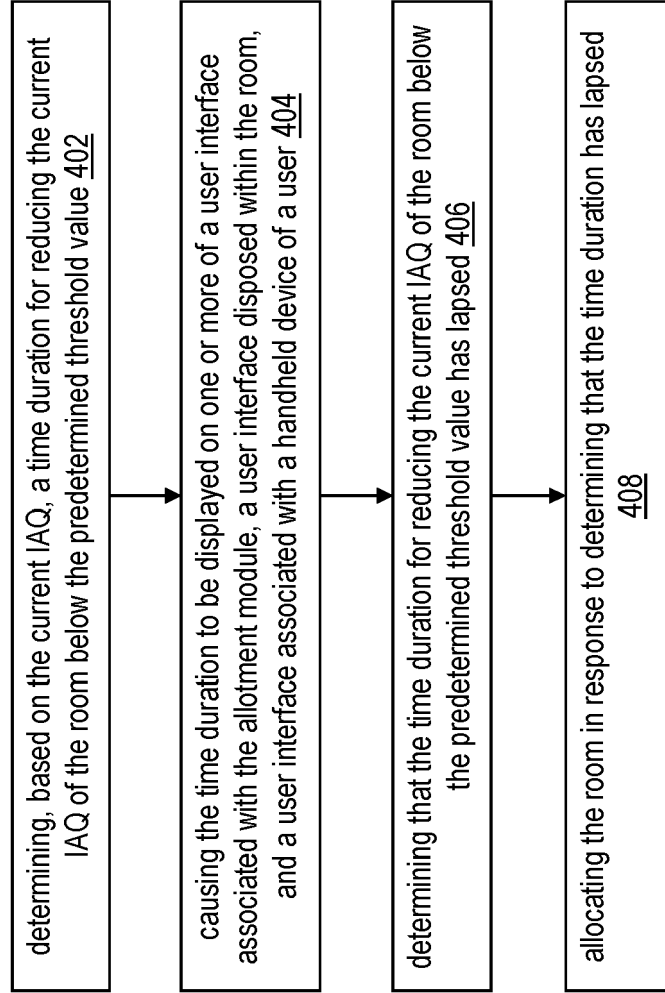 determining, based on the current IAQ, a time duration for reducing the current
IAQ of the room below the predetermined threshold value 402
causing the time duration to be displayed on one or more of a user interface
associated with the allotment module, a user interface disposed within the room,
and a user interface associated with a handheld device of a user 404
determining that the time duration for reducing the current IAQ of the room below
the predetermined threshold value has lapsed 406
allocating the room in response to determining that the time duration has lapsed
408